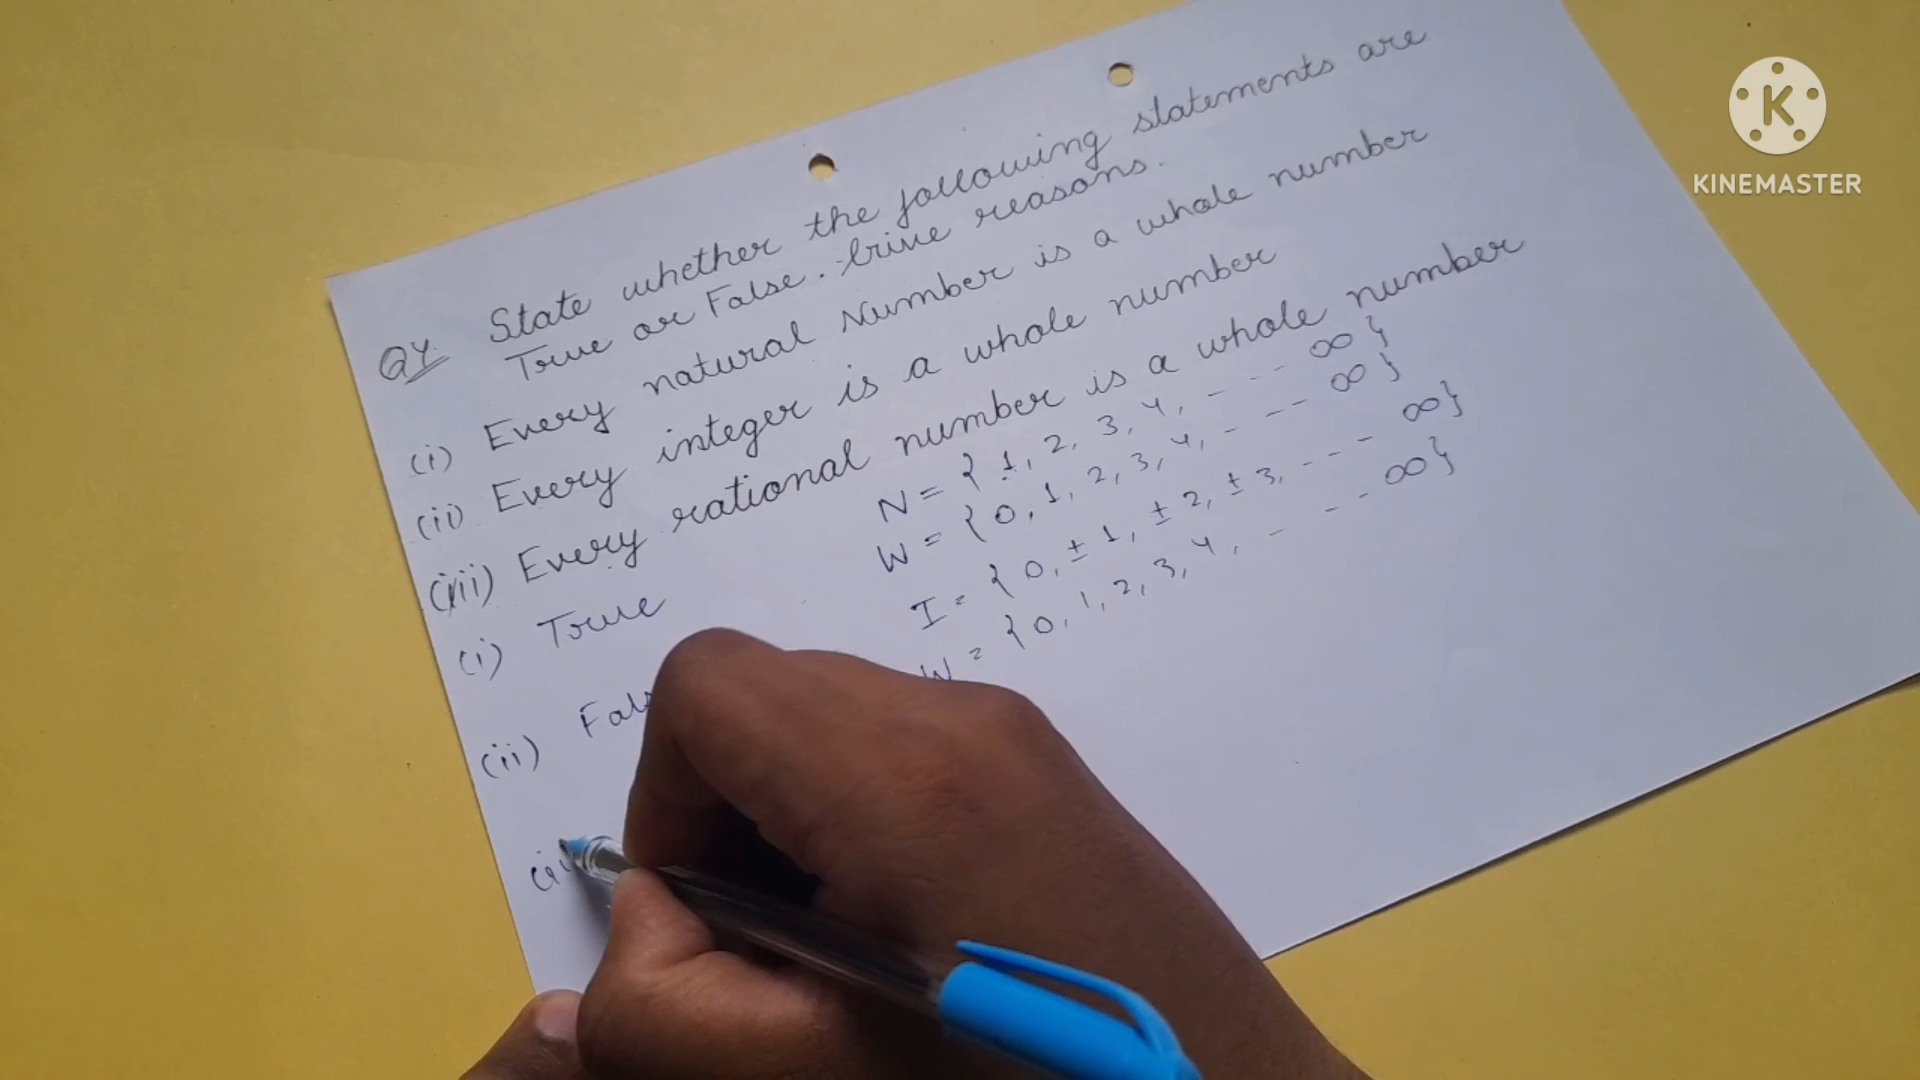 Q4. State whether the following statements are
True or False. Give reasons.
(i) Every natural Number is a whole number
(ii) Every integer is a whole number
(iii) Every rational number is a whole number
N = { 1, 2, 3, 4, - - - ∞ }
W = { 0, 1, 2, 3, 4, - - - ∞ }
(i) True
I = { 0, ± 1, ± 2, ± 3, - - - ∞ }
W = { 0, 1, 2, 3, 4, - - - ∞ }
(ii) Fals
(ii
K
KINEMASTER